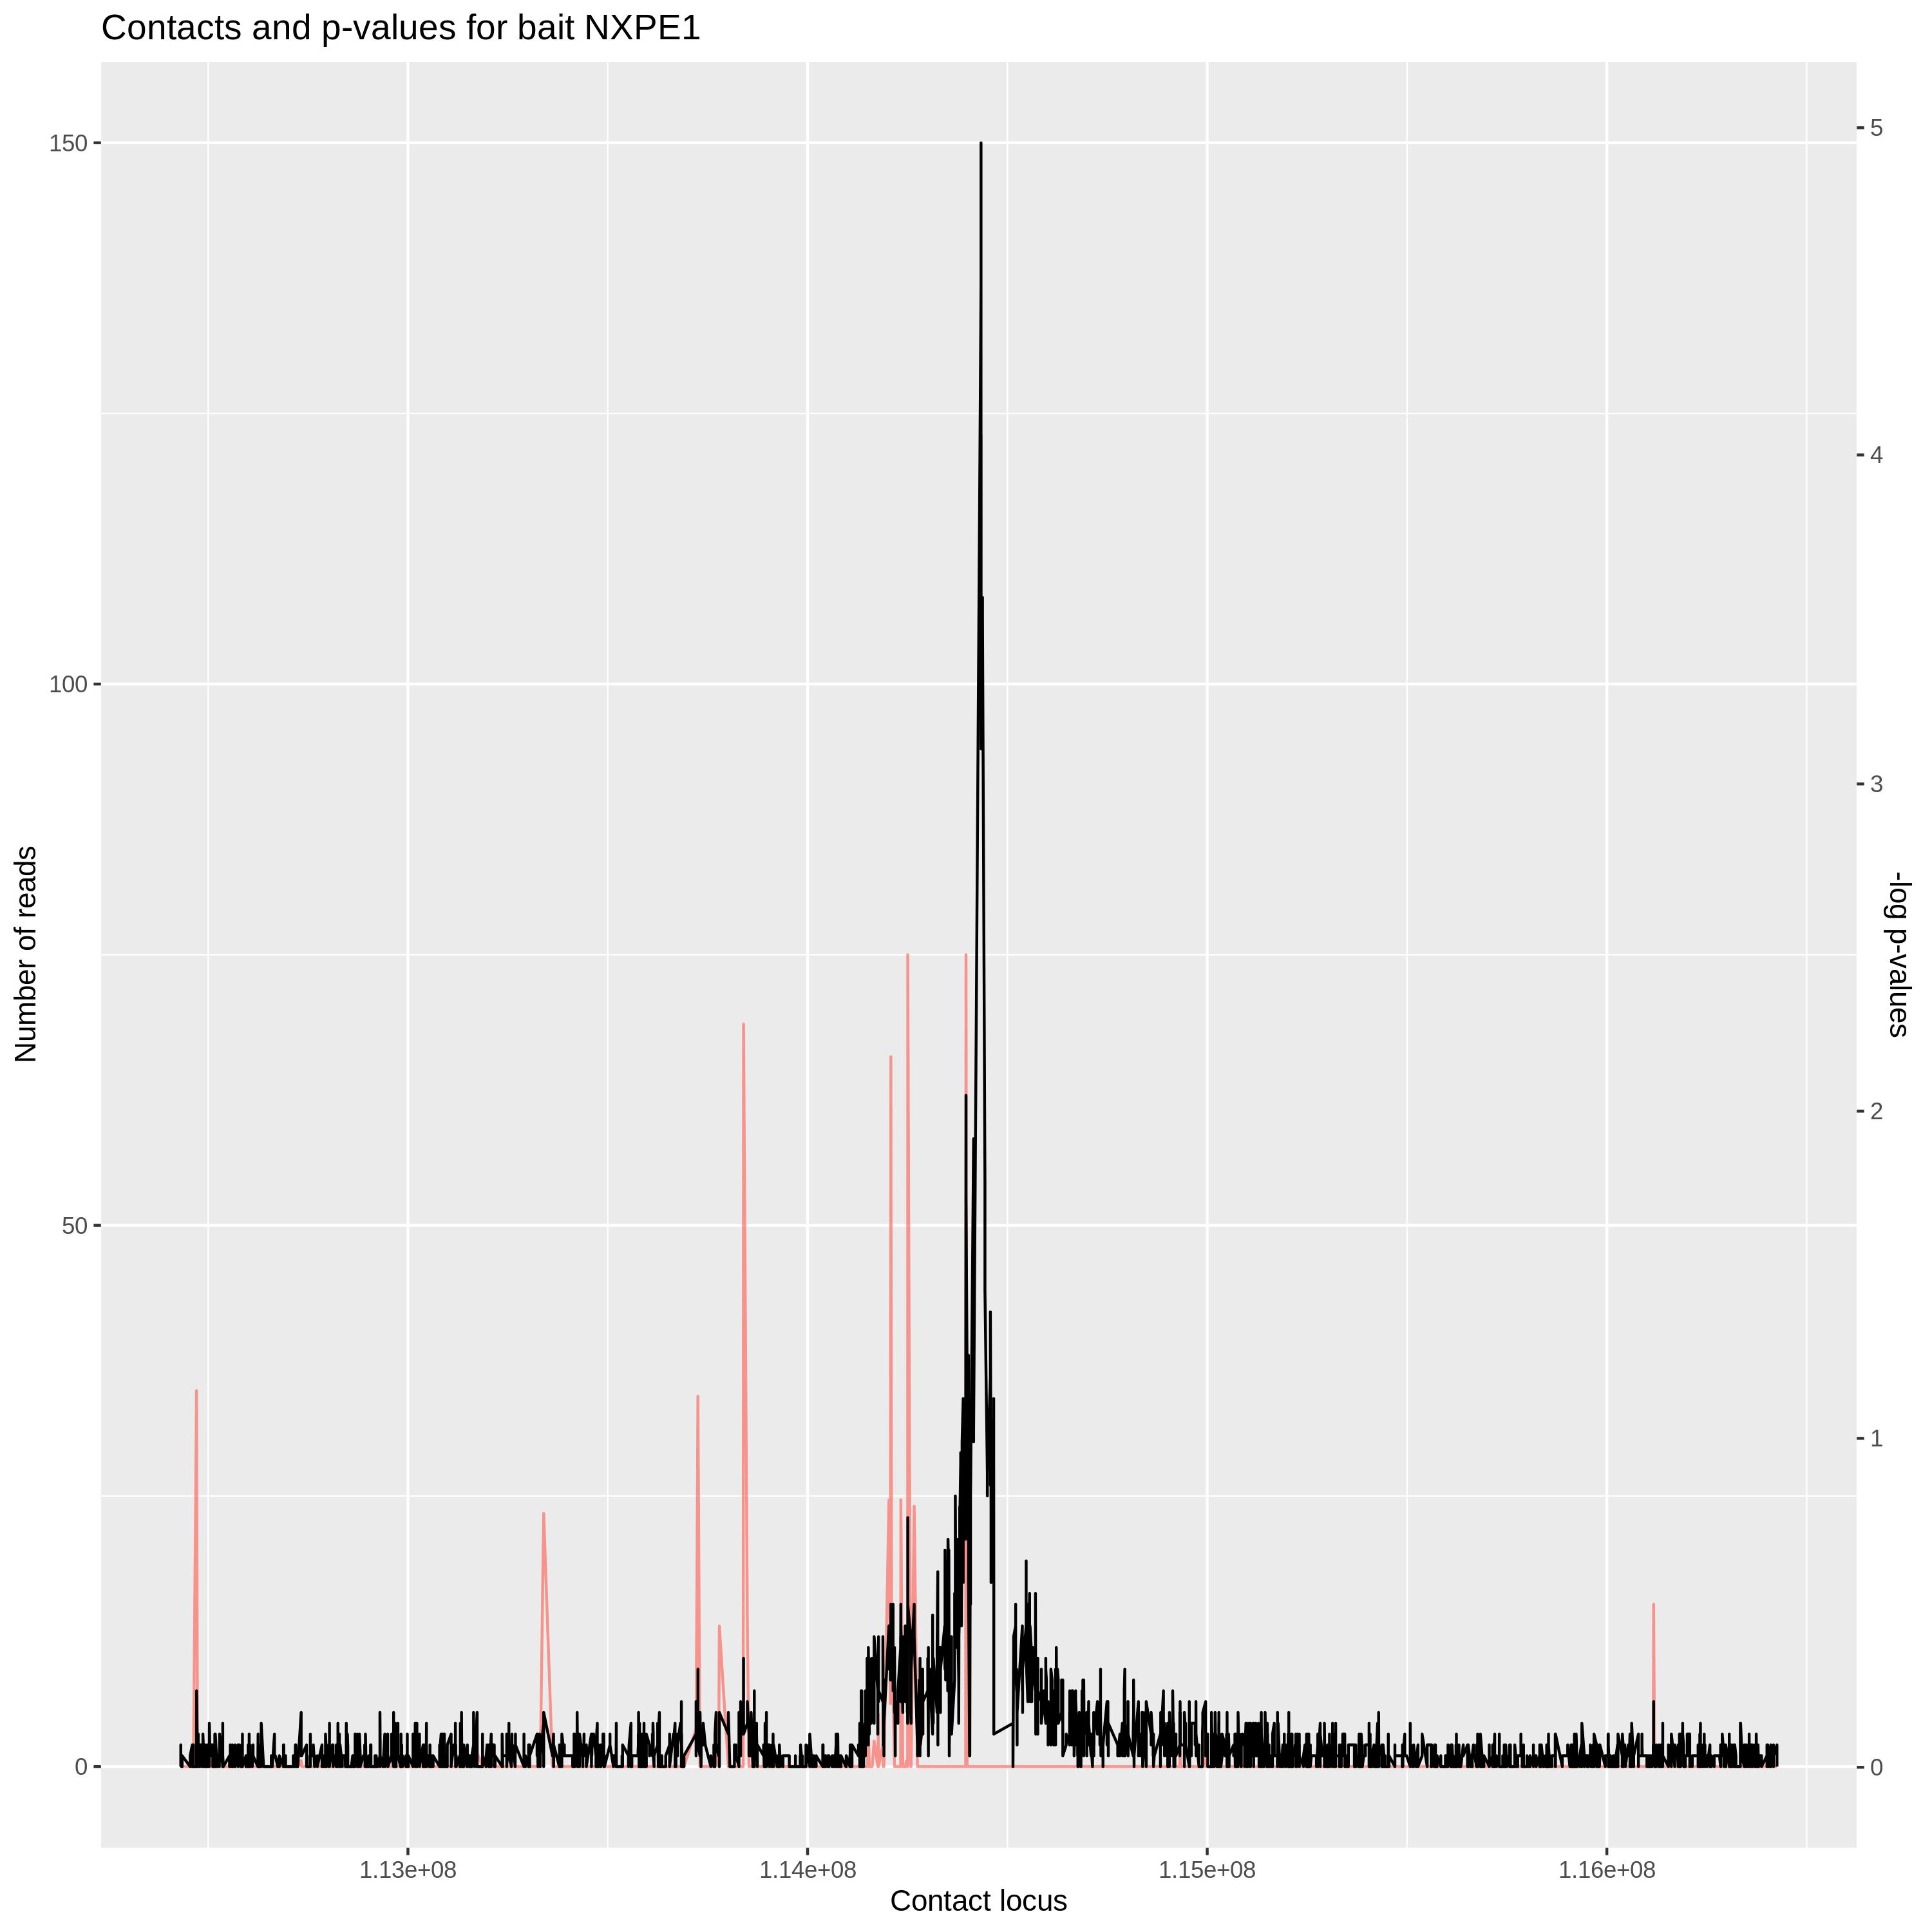 Contacts and p-values for bait NXPE1
150
100
50
0
Number of reads
5
4
3
2
1
0
-log p-values
1.13e+08
1.14e+08
1.15e+08
1.16e+08
Contact locus